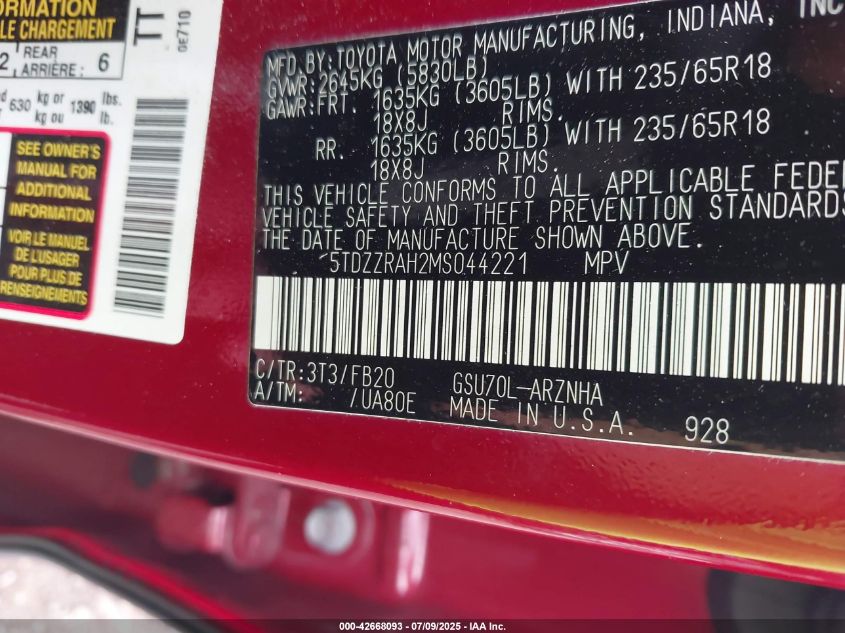 ORMATION
LE CHARGEMENT
2 REAR
ARRIÈRE : 6
630 kg or 1390 lbs.
kg ou lb.
SEE OWNER'S
MANUAL FOR
ADDITIONAL
INFORMATION
VOIR LE MANUEL
DE L'USAGER
POUR PLUS DE
RENSEIGNEMENTS
TT
0E710
MFD.BY:TOYOTA MOTOR MANUFACTURING, INDIANA, INC
GVWR:2645KG (5830LB)
GAWR:FRT. 1635KG (3605LB) WITH 235/65R18
18X8J RIMS.
RR. 1635KG (3605LB) WITH 235/65R18
18X8J RIMS.
THIS VEHICLE CONFORMS TO ALL APPLICABLE FEDE
VEHICLE SAFETY AND THEFT PREVENTION STANDARDS
THE DATE OF MANUFACTURE SHOWN ABOVE.
5TDZZRAH2MS044221 MPV
C/TR:3T3/FB20 GSU70L-ARZNHA
A/TM: /UA80E MADE IN U.S.A. 928
000-42668093 - 07/09/2025 - IAA Inc.